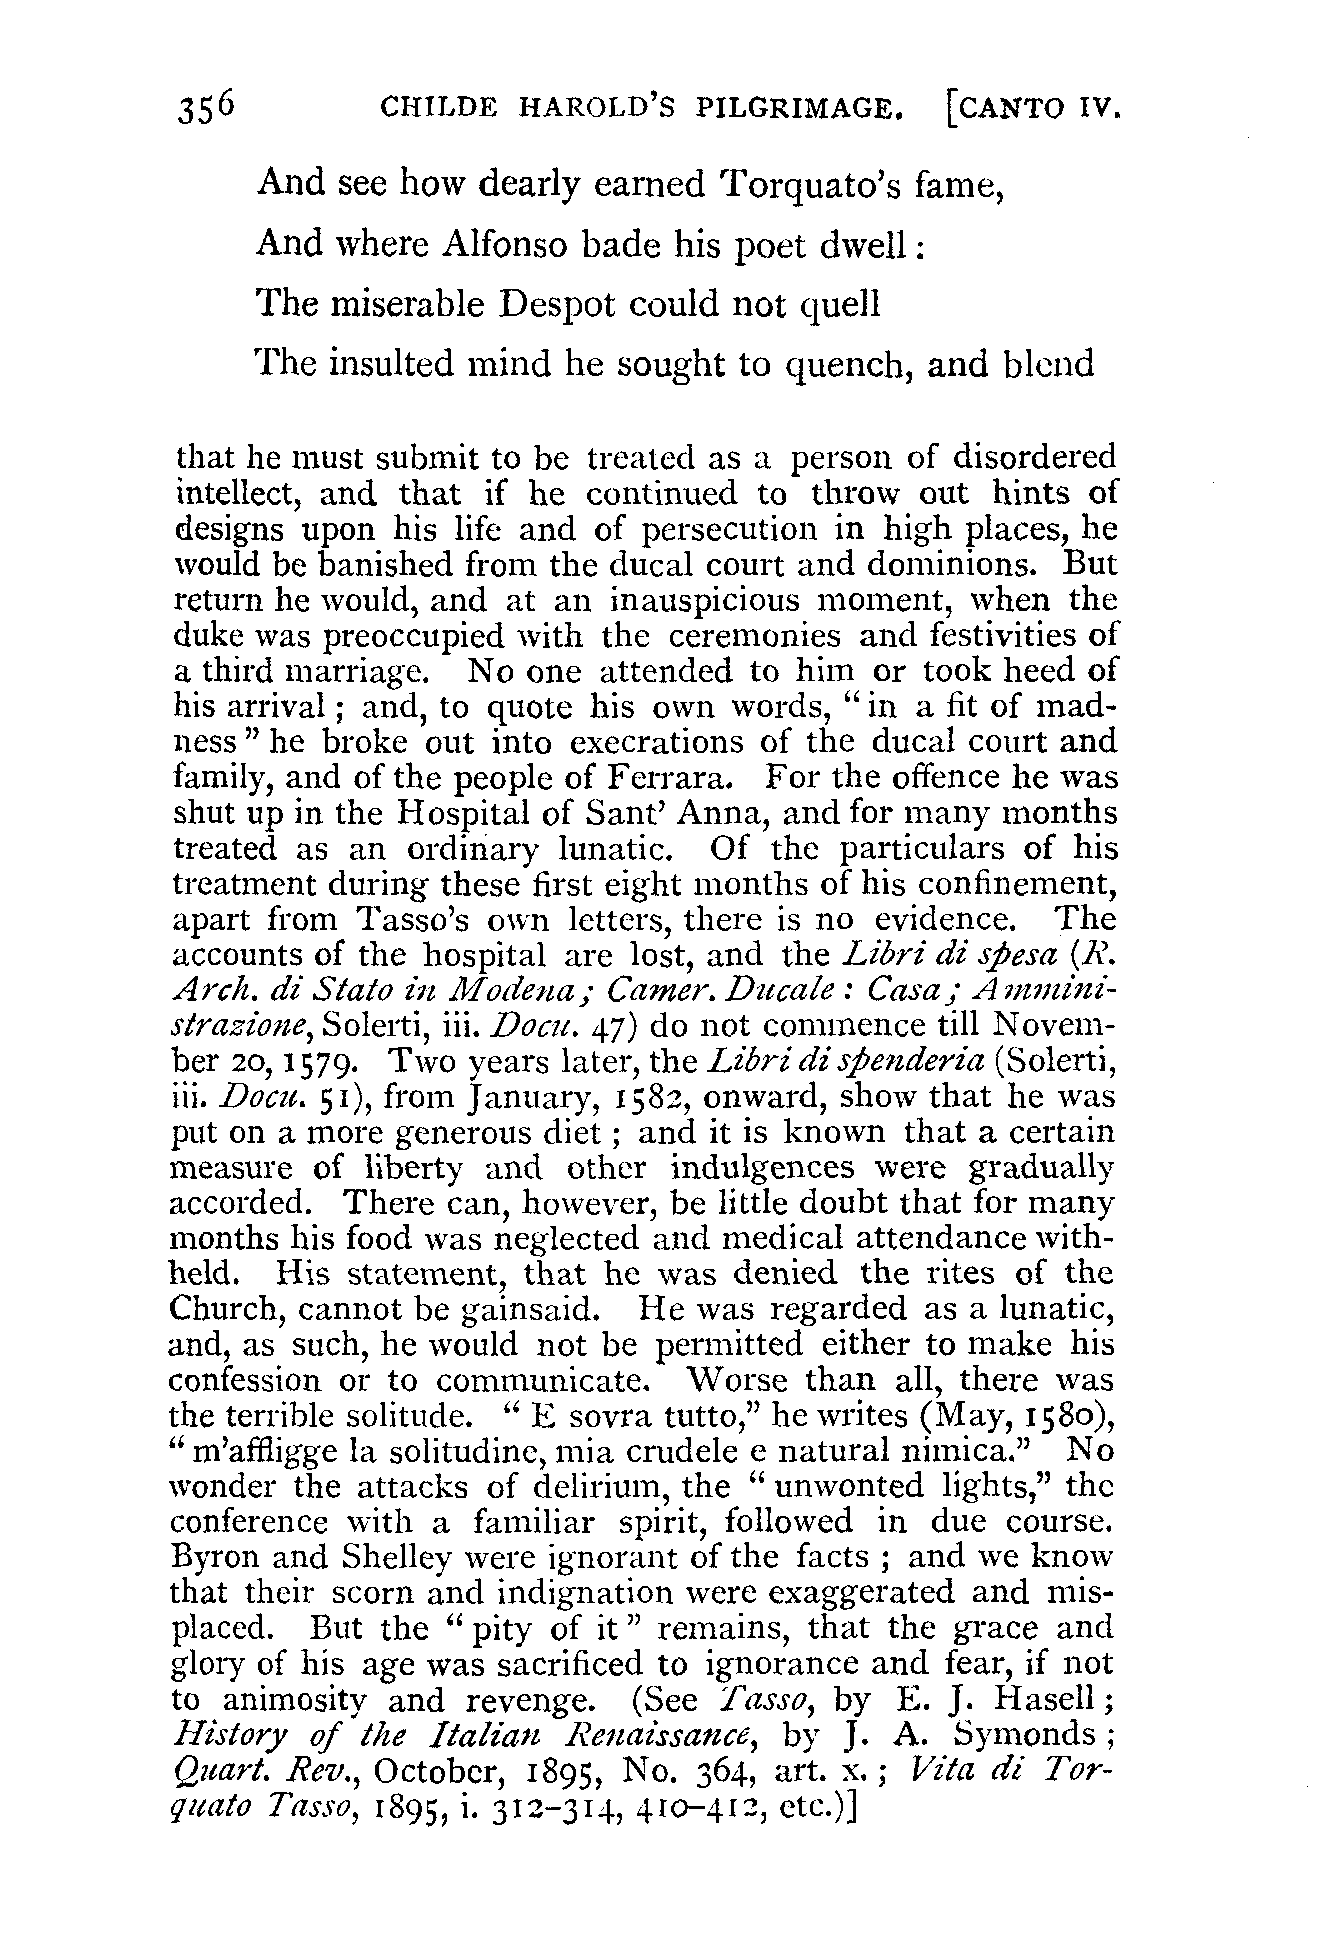 356 CHILDE HAROLD'S PILGRIMAGE. [CANTO IV.
And see how dearly earned Torquato's fame,
And where Alfonso bade his poet dwell :
The miserable Despot could not quell
The insulted mind he sought to quench, and blend
that he must submit to be treated as a person of disordered
intellect, and that if he continued to throw out hints of
designs upon his life and of persecution in high places, he
would be banished from the ducal court and dominions. But
return he would, and at an inauspicious moment, when the
duke was preoccupied with the ceremonies and festivities of
a third marriage. No one attended to him or took heed of
his arrival ; and, to quote his own words, "in a fit of mad-
ness" he broke out into execrations of the ducal court and
family, and of the people of Ferrara. For the offence he was
shut up in the Hospital of Sant' Anna, and for many months
treated as an ordinary lunatic. Of the particulars of his
treatment during these first eight months of his confinement,
apart from Tasso's own letters, there is no evidence. The
accounts of the hospital are lost, and the Libri di spesa (R.
Arch. di Stato in Modena; Camer. Ducale : Casa; Ammini-
strazione, Solerti, iii. Docu. 47) do not commence till Novem-
ber 20, 1579. Two years later, the Libri di spenderia (Solerti,
iii. Docu. 51), from January, 1582, onward, show that he was
put on a more generous diet ; and it is known that a certain
measure of liberty and other indulgences were gradually
accorded. There can, however, be little doubt that for many
months his food was neglected and medical attendance with-
held. His statement, that he was denied the rites of the
Church, cannot be gainsaid. He was regarded as a lunatic,
and, as such, he would not be permitted either to make his
confession or to communicate. Worse than all, there was
the terrible solitude. "E sovra tutto," he writes (May, 1580),
"m'affligge la solitudine, mia crudele e natural nimica." No
wonder the attacks of delirium, the "unwonted lights," the
conference with a familiar spirit, followed in due course.
Byron and Shelley were ignorant of the facts ; and we know
that their scorn and indignation were exaggerated and mis-
placed. But the "pity of it" remains, that the grace and
glory of his age was sacrificed to ignorance and fear, if not
to animosity and revenge. (See Tasso, by E. J. Hasell ;
History of the Italian Renaissance, by J. A. Symonds ;
Quart. Rev., October, 1895, No. 364, art. x. ; Vita di Tor-
quato Tasso, 1895, i. 312-314, 410-412, etc.)]